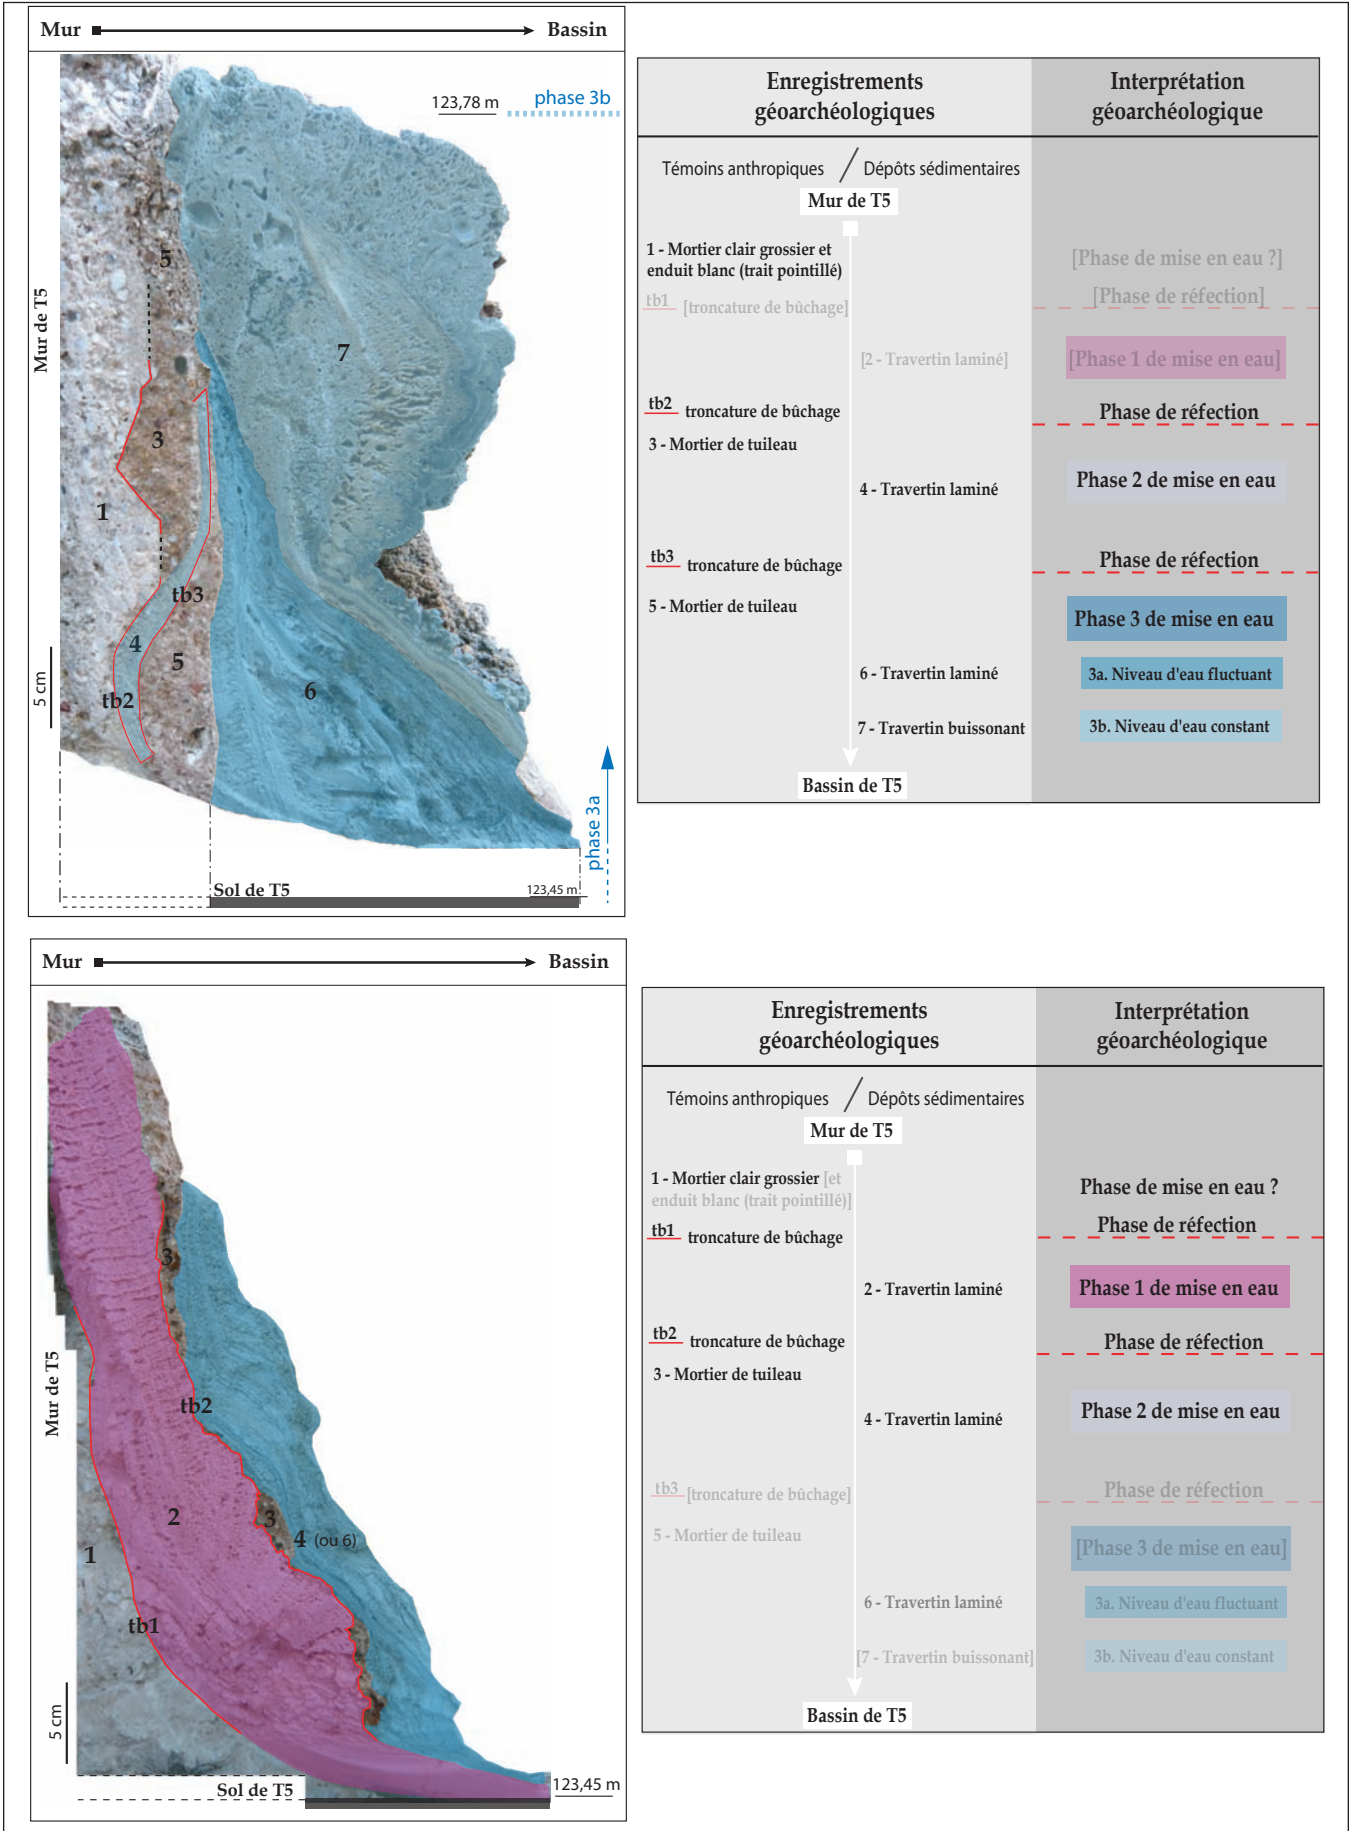 Mur Bassin
123,78 m phase 3b
Mur de T5
5
7
3
1
tb3
4
5
6
tb2
5 cm
phase 3a
Sol de T5
123,45 m
Enregistrements
géoarchéologiques
Interprétation
géoarchéologique
Témoins anthropiques / Dépôts sédimentaires
Mur de T5
1 - Mortier clair grossier et
enduit blanc (trait pointillé)
[Phase de mise en eau ?]
tb1 [troncature de bûchage]
[Phase de réfection]
[2 - Travertin laminé]
[Phase 1 de mise en eau]
tb2 troncature de bûchage
Phase de réfection
3 - Mortier de tuileau
4 - Travertin laminé
Phase 2 de mise en eau
tb3 troncature de bûchage
Phase de réfection
5 - Mortier de tuileau
Phase 3 de mise en eau
6 - Travertin laminé
3a. Niveau d'eau fluctuant
7 - Travertin buissonant
3b. Niveau d'eau constant
Bassin de T5
Mur Bassin
Mur de T5
3
tb2
2
3
4 (ou 6)
1
tb1
5 cm
Sol de T5
123,45 m
Enregistrements
géoarchéologiques
Interprétation
géoarchéologique
Témoins anthropiques / Dépôts sédimentaires
Mur de T5
1 - Mortier clair grossier [et
enduit blanc (trait pointillé)]
Phase de mise en eau ?
tb1 troncature de bûchage
Phase de réfection
2 - Travertin laminé
Phase 1 de mise en eau
tb2 troncature de bûchage
Phase de réfection
3 - Mortier de tuileau
4 - Travertin laminé
Phase 2 de mise en eau
tb3 [troncature de bûchage]
Phase de réfection
5 - Mortier de tuileau
[Phase 3 de mise en eau]
6 - Travertin laminé
3a. Niveau d'eau fluctuant
[7 - Travertin buissonant]
3b. Niveau d'eau constant
Bassin de T5